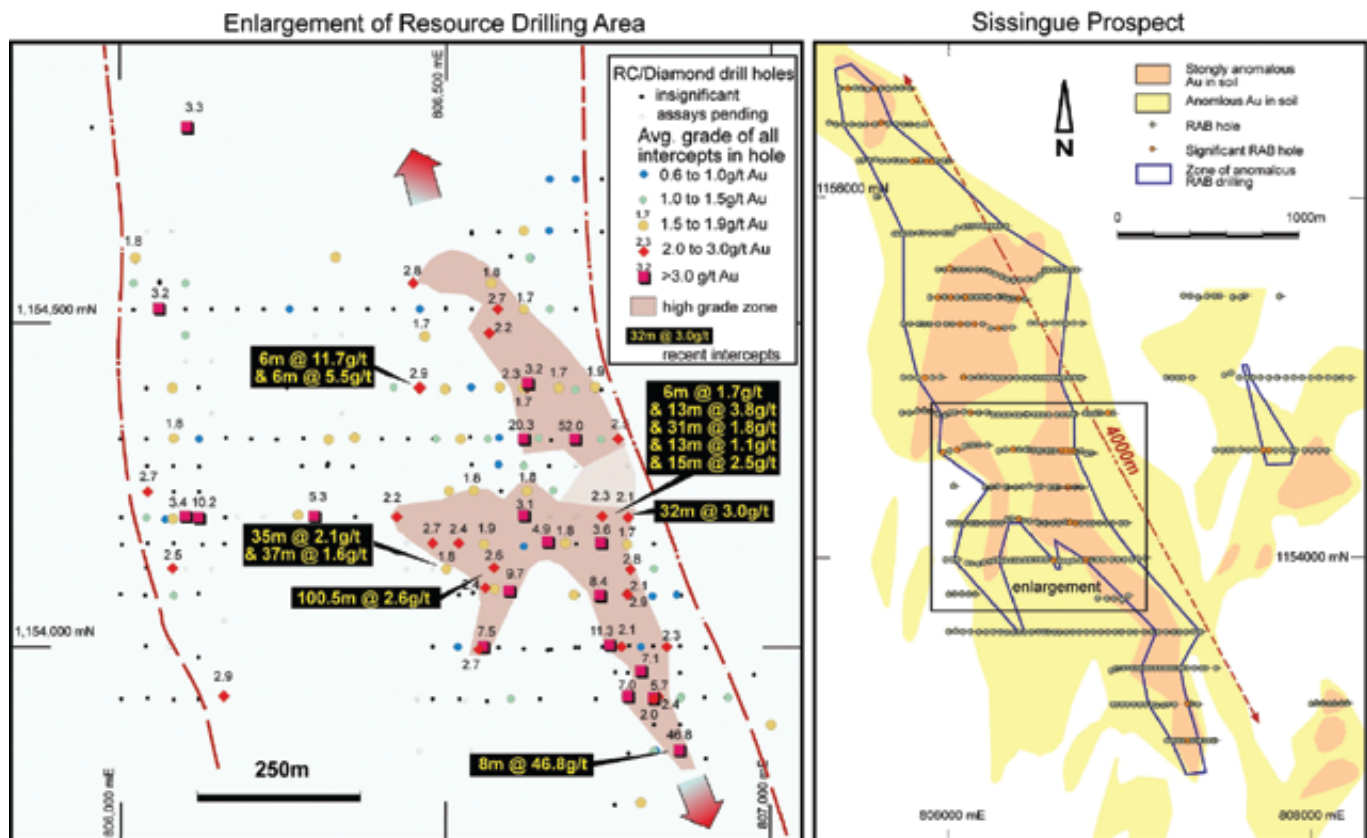 Enlargement of Resource Drilling Area
806,500 mE
RC/Diamond drill holes
insignificant
assays pending
Avg. grade of all
intercepts in hole
0.6 to 1.0g/t Au
1.0 to 1.5g/t Au
1.7
1.5 to 1.9g/t Au
2.3
2.0 to 3.0g/t Au
3.2
>3.0 g/t Au
high grade zone
32m @ 3.0g/t
recent intercepts
3.3
1.8
2.8
1.8
3.2
2.7
1.7
1,154,500 mN
1.7
2.2
6m @ 11.7g/t
& 6m @ 5.5g/t
2.9
2.3
3.2
1.7
1.9
1.7
6m @ 1.7g/t
& 13m @ 3.8g/t
& 31m @ 1.8g/t
& 13m @ 1.1g/t
& 15m @ 2.5g/t
1.8
20.3
52.0
2.7
1.8
3.4
10.2
5.3
2.2
3.1
2.3
2.1
32m @ 3.0g/t
35m @ 2.1g/t
& 37m @ 1.6g/t
2.7
2.4
1.9
4.9
1.8
3.6
1.7
2.5
1.8
2.6
2.8
100.5m @ 2.6g/t
2.4
9.7
8.4
2.1
2.9
1,154,000 mN
7.5
2.7
11.3
2.1
2.3
7.1
2.9
7.0
5.7
2.4
2.0
46.8
8m @ 46.8g/t
250m
806,000 mE
807,000 mE
Sissingue Prospect
Stongly anomalous
Au in soil
Anomlous Au in soil
RAB hole
Significant RAB hole
Zone of anomalous
RAB drilling
N
0
1000m
1156000 mN
4000m
1154000 mN
enlargement
806000 mE
808000 mE